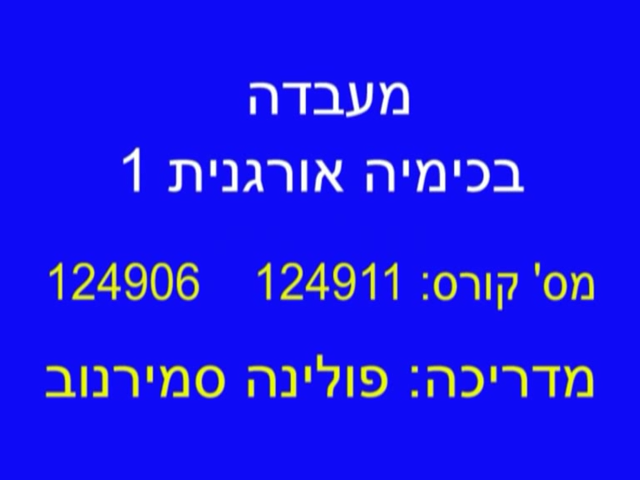 מעבדה
בכימיה אורגנית 1
מס' קורס: 124911 124906
מדריכה: פולינה סמירנוב